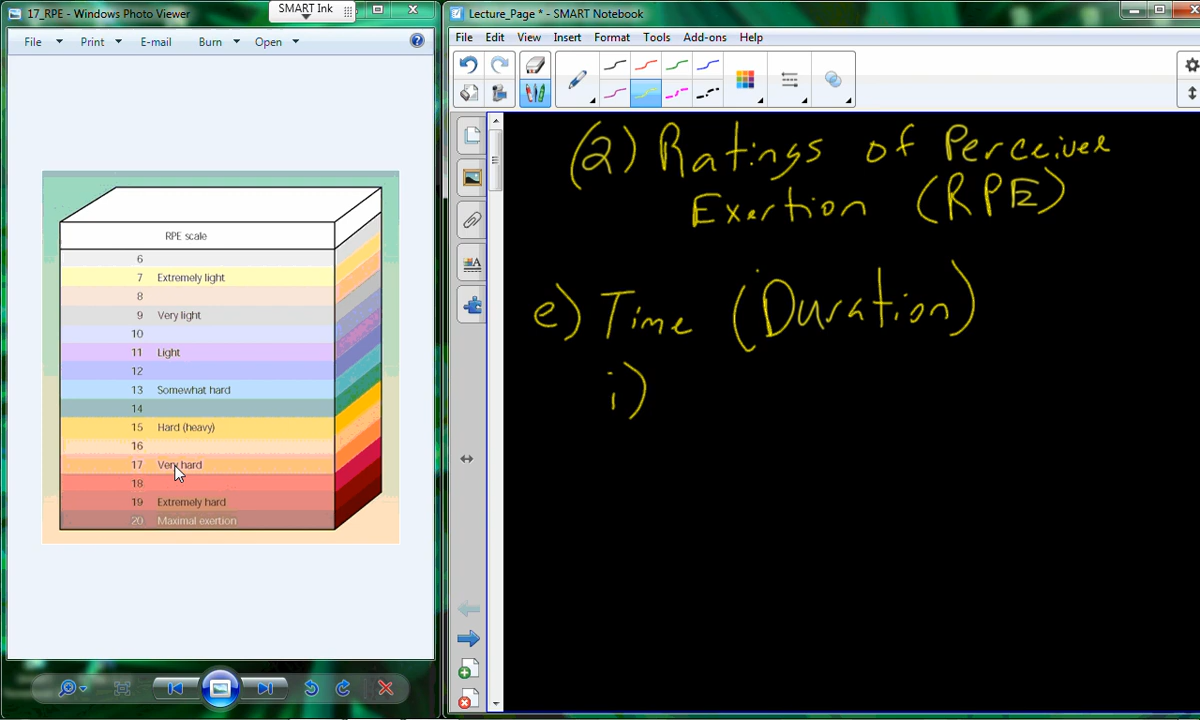 17_RPE - Windows Photo Viewer
SMART Ink
File Print E-mail Burn Open
RPE scale
6
7 Extremely light
8
9 Very light
10
11 Light
12
13 Somewhat hard
14
15 Hard (heavy)
16
17 Very hard
18
19 Extremely hard
20 Maximal exertion
Lecture_Page * - SMART Notebook
File Edit View Insert Format Tools Add-ons Help
(2) Ratings of Perceived
Exertion (RPE)
e) Time (Duration)
i)